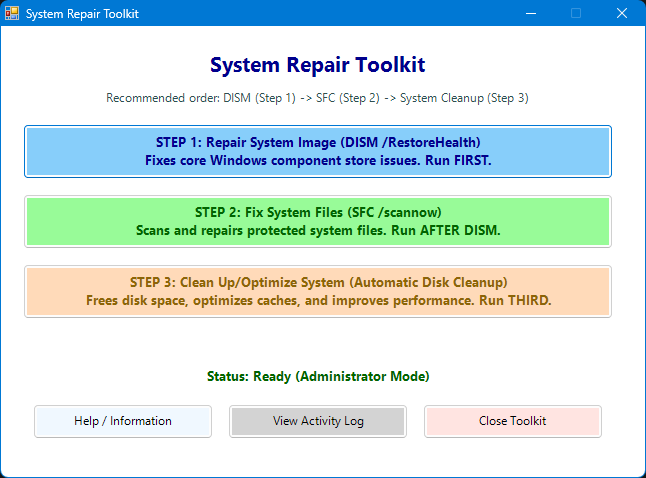 System Repair Toolkit
System Repair Toolkit
Recommended order: DISM (Step 1) -> SFC (Step 2) -> System Cleanup (Step 3)
STEP 1: Repair System Image (DISM /RestoreHealth)
Fixes core Windows component store issues. Run FIRST.
STEP 2: Fix System Files (SFC /scannow)
Scans and repairs protected system files. Run AFTER DISM.
STEP 3: Clean Up/Optimize System (Automatic Disk Cleanup)
Frees disk space, optimizes caches, and improves performance. Run THIRD.
Status: Ready (Administrator Mode)
Help / Information
View Activity Log
Close Toolkit